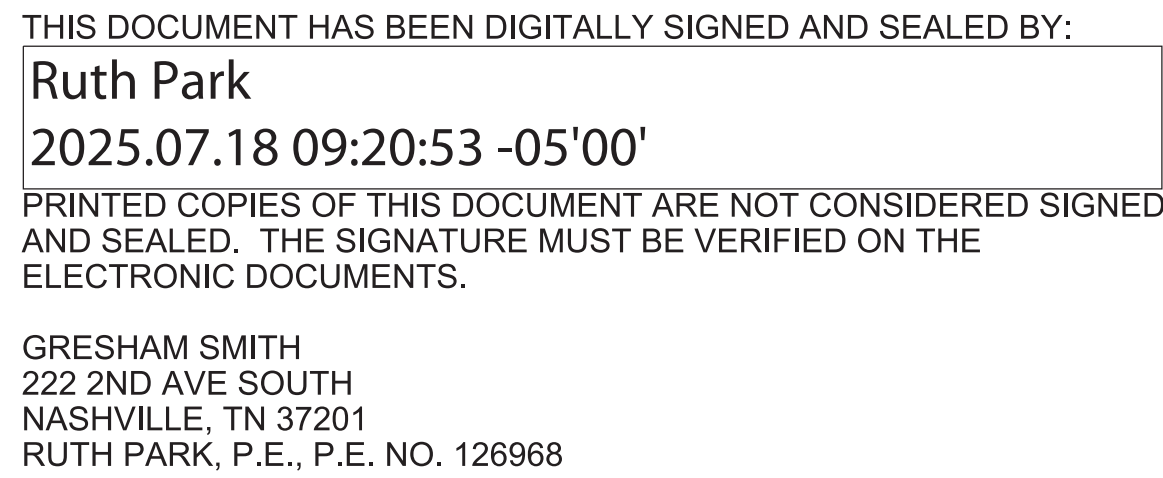 THIS DOCUMENT HAS BEEN DIGITALLY SIGNED AND SEALED BY:
Ruth Park
2025.07.18 09:20:53 -05'00'
PRINTED COPIES OF THIS DOCUMENT ARE NOT CONSIDERED SIGNED
AND SEALED.  THE SIGNATURE MUST BE VERIFIED ON THE
ELECTRONIC DOCUMENTS.
GRESHAM SMITH
222 2ND AVE SOUTH
NASHVILLE, TN 37201
RUTH PARK, P.E., P.E. NO. 126968